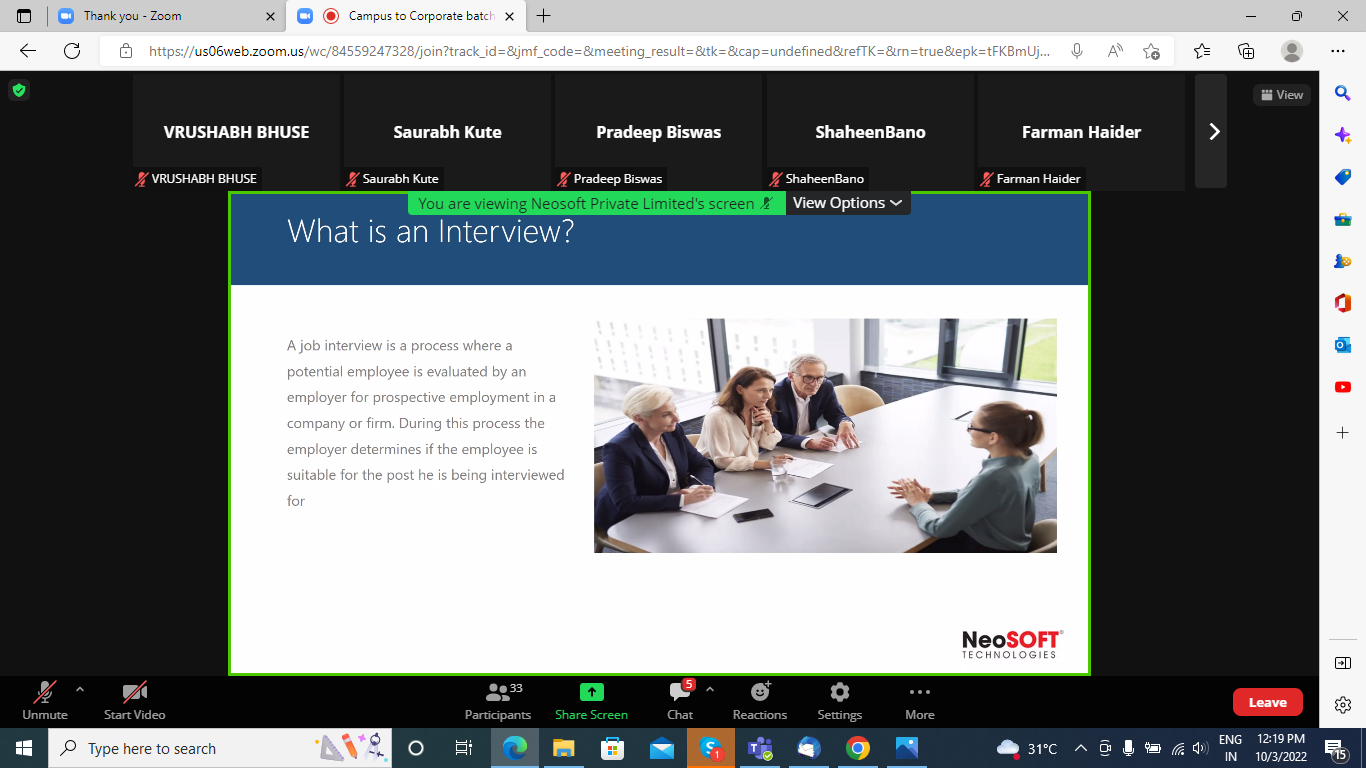 Thank you - Zoom
Campus to Corporate batch
https://us06web.zoom.us/wc/84559247328/join?track_id=&jmf_code=&meeting_result=&tk=&cap=undefined&refTK=&rn=true&epk=tFKBmUj...
VRUSHABH BHUSE
Saurabh Kute
Pradeep Biswas
ShaheenBano
Farman Haider
View
VRUSHABH BHUSE
Saurabh Kute
Pradeep Biswas
ShaheenBano
Farman Haider
You are viewing Neosoft Private Limited's screen
View Options
What is an Interview?
A job interview is a process where a
potential employee is evaluated by an
employer for prospective employment in a
company or firm. During this process the
employer determines if the employee is
suitable for the post he is being interviewed
for
NeoSOFT
TECHNOLOGIES
Unmute
Start Video
33
Participants
Share Screen
5
Chat
Reactions
Settings
More
Leave
Type here to search
1
31°C
ENG
IN
12:19 PM
10/3/2022
15